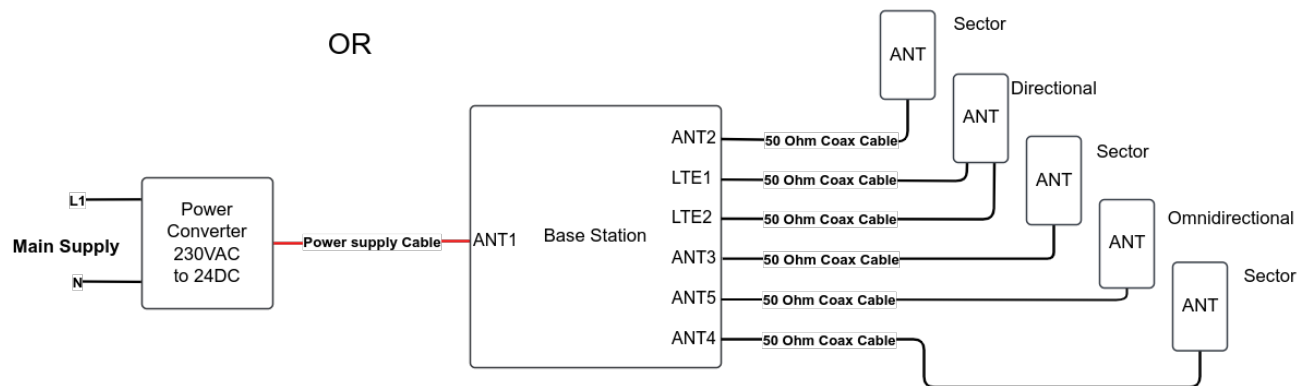 OR
Sector
ANT
Directional
ANT
Sector
ANT
Omnidirectional
ANT
Sector
ANT
ANT2
50 Ohm Coax Cable
LTE1
50 Ohm Coax Cable
LTE2
50 Ohm Coax Cable
ANT3
50 Ohm Coax Cable
ANT5
50 Ohm Coax Cable
ANT4
50 Ohm Coax Cable
L1
Main Supply
N
Power
Converter
230VAC
to 24DC
Power supply Cable
ANT1
Base Station